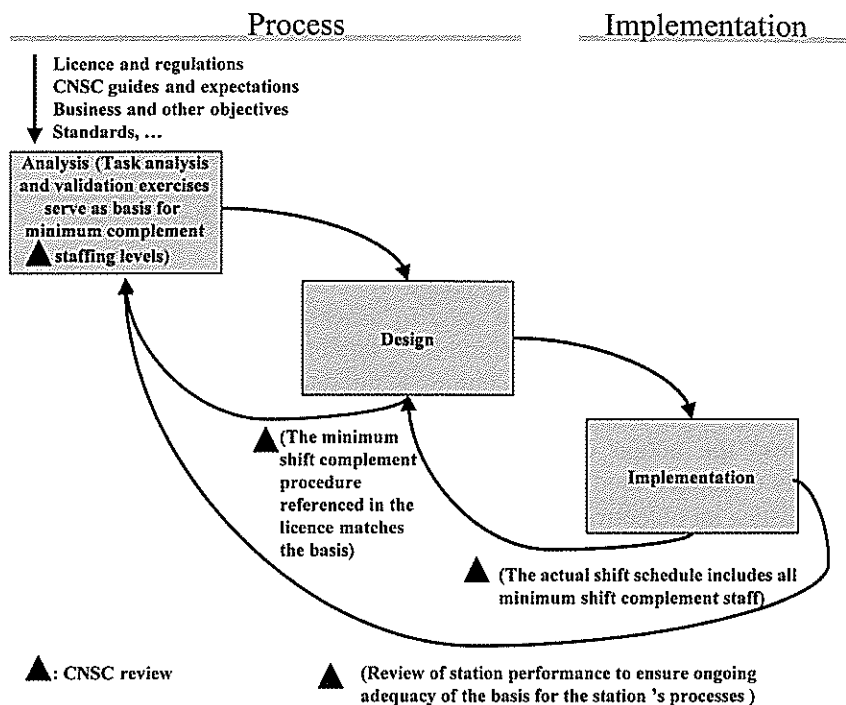 Process
Implementation
Licence and regulations
CNSC guides and expectations
Business and other objectives
Standards, ...
Analysis (Task analysis
and validation exercises
serve as basis for
minimum complement
staffing levels)
Design
(The minimum
shift complement
procedure
referenced in the
licence matches
the basis)
Implementation
(The actual shift schedule includes all
minimum shift complement staff)
: CNSC review
(Review of station performance to ensure ongoing
adequacy of the basis for the station 's processes )